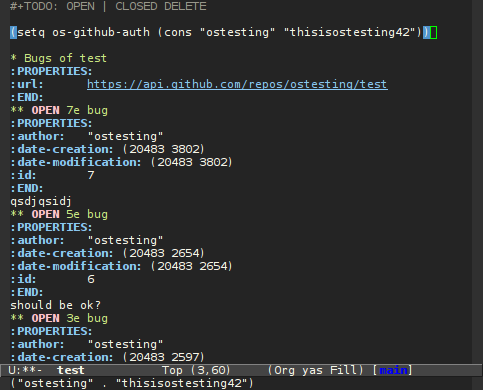 #+TODO: OPEN | CLOSED DELETE
(setq os-github-auth (cons "ostesting" "thisisostesting42"))
* Bugs of test
:PROPERTIES:
:url: https://api.github.com/repos/ostesting/test
:END:
** OPEN 7e bug
:PROPERTIES:
:author: "ostesting"
:date-creation: (20483 3802)
:date-modification: (20483 3802)
:id: 7
:END:
qsdjqsidj
** OPEN 5e bug
:PROPERTIES:
:author: "ostesting"
:date-creation: (20483 2654)
:date-modification: (20483 2654)
:id: 6
:END:
should be ok?
** OPEN 3e bug
:PROPERTIES:
:author: "ostesting"
:date-creation: (20483 2597)
U:**- test Top (3,60) (Org yas Fill) [main]
("ostesting" . "thisisostesting42")